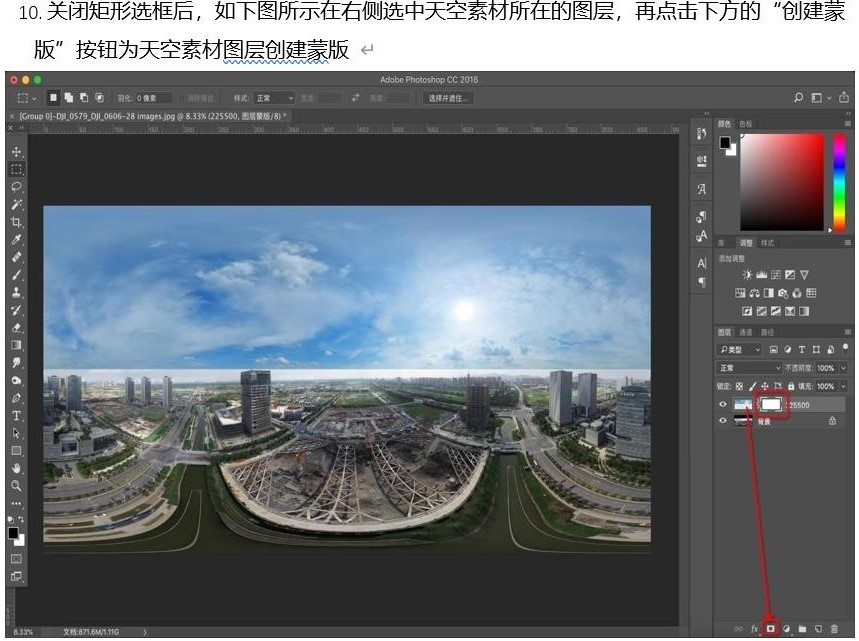 10. 关闭矩形选框后，如下图所示在右侧选中天空素材所在的图层，再点击下方的“创建蒙
版”按钮为天空素材图层创建蒙版
Adobe Photoshop CC 2016
羽化: 0 像素 消除锯齿 样式: 正常 宽度: 高度: 选择并遮住...
[Group 0]-DJI_0579_DJI_0606-28 images.jpg @ 8.33% (225500, 图层蒙版/8) *
颜色 色板
库 调整 样式
添加调整
图层 通道 路径
类型
正常 不透明度: 100%
锁定: 填充: 100%
25500
背景
8.33% 文档:871.6M/1.11G